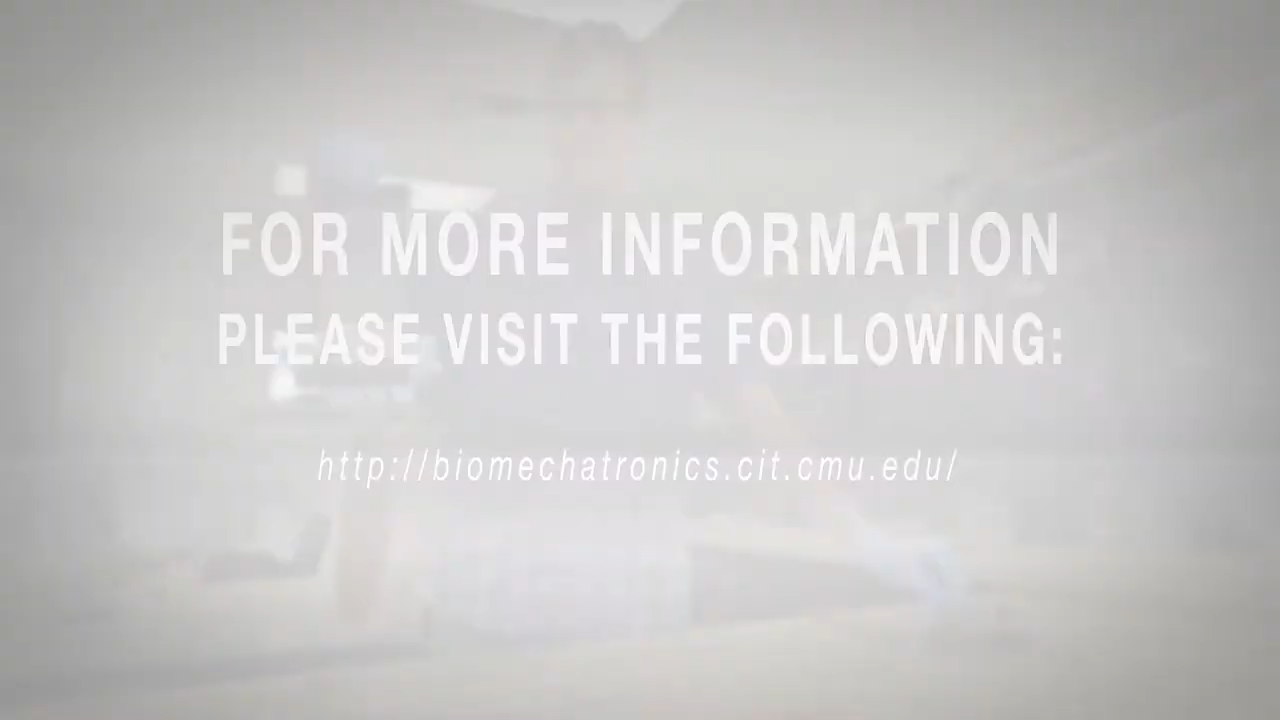 FOR MORE INFORMATION
PLEASE VISIT THE FOLLOWING:
http://biomechatronics.cit.cmu.edu/